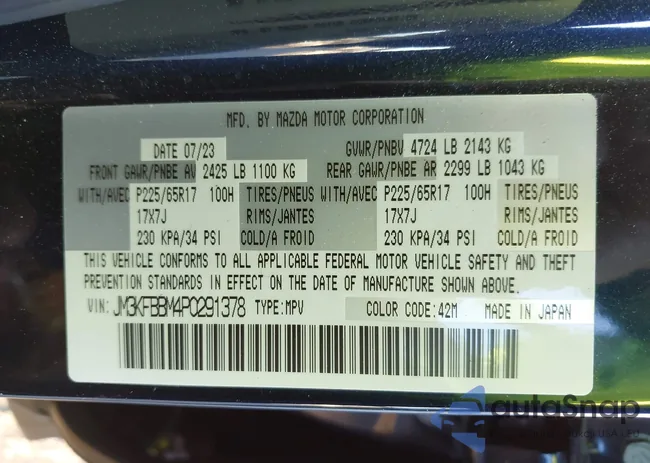 MFD. BY MAZDA MOTOR CORPORATION
DATE 07/23 GVWR/PNBV 4724 LB 2143 KG
FRONT GAWR/PNBE AV 2425 LB 1100 KG REAR GAWR/PNBE AR 2299 LB 1043 KG
WITH/AVEC P225/65R17 100H TIRES/PNEUS WITH/AVEC P225/65R17 100H TIRES/PNEUS
17X7J RIMS/JANTES 17X7J RIMS/JANTES
230 KPA/34 PSI COLD/A FROID 230 KPA/34 PSI COLD/A FROID
THIS VEHICLE CONFORMS TO ALL APPLICABLE FEDERAL MOTOR VEHICLE SAFETY AND THEFT
PREVENTION STANDARDS IN EFFECT ON THE DATE OF MANUFACTURE SHOWN ABOVE.
VIN: JM3KFBBM4P0291378 TYPE: MPV COLOR CODE: 42M MADE IN JAPAN
autoSnap